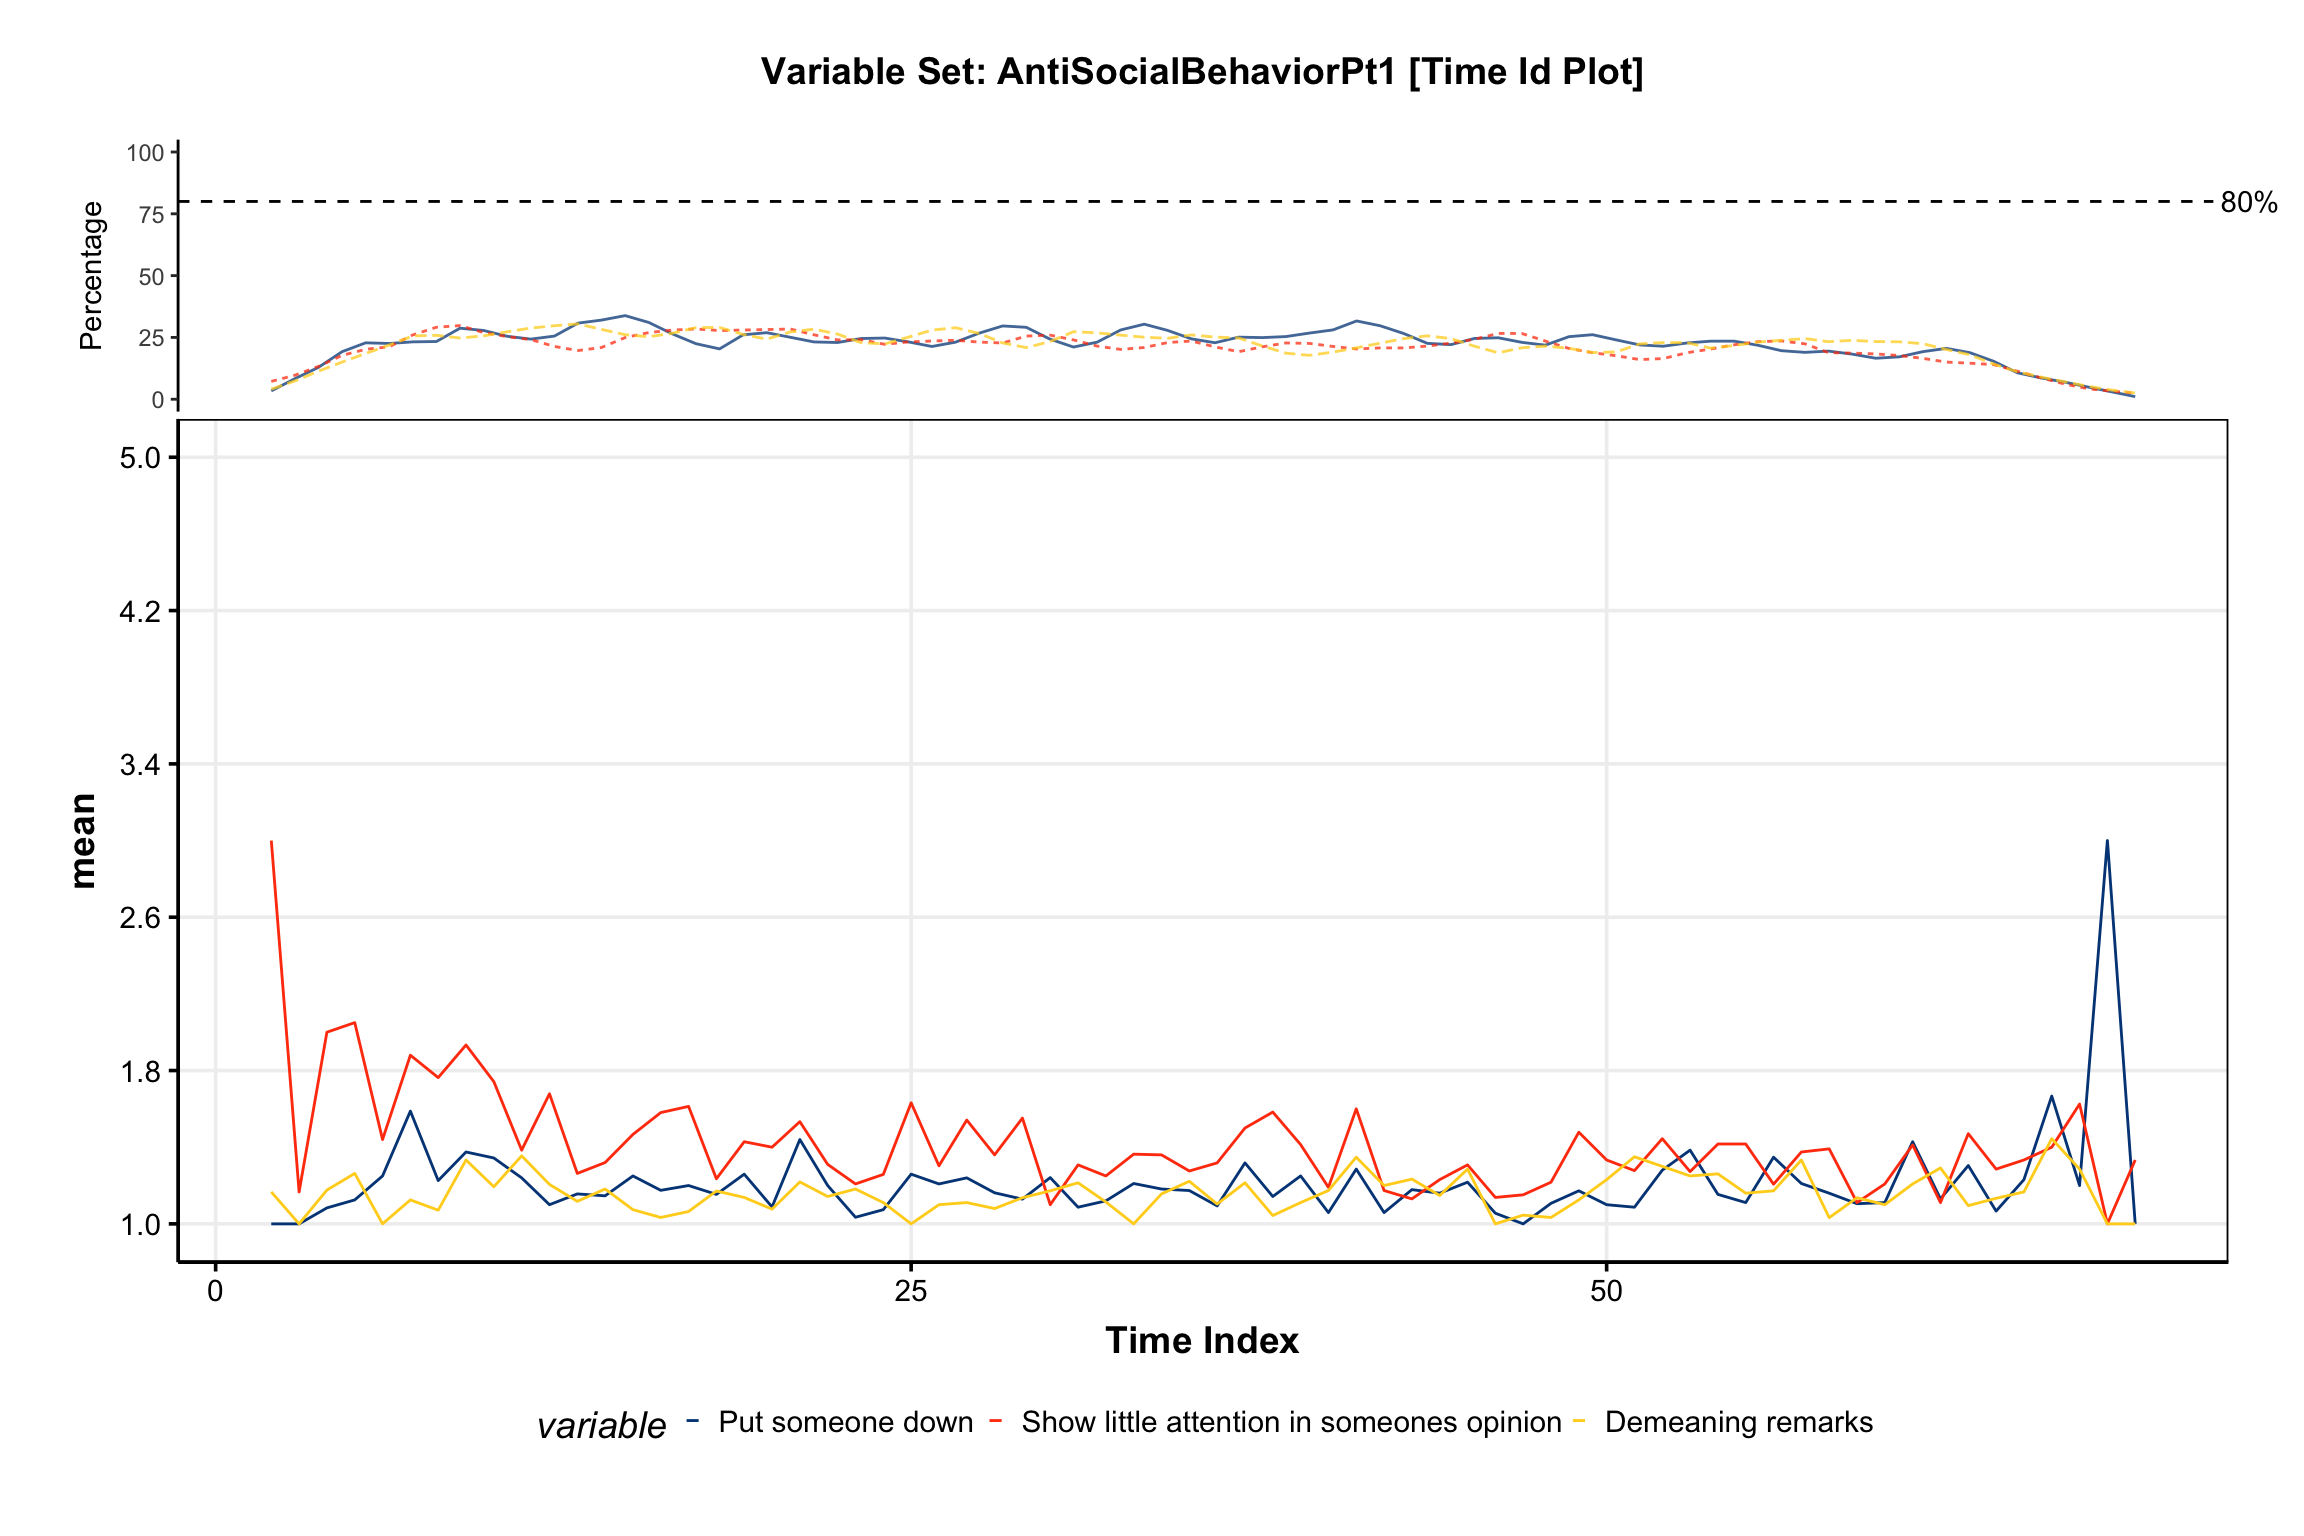 Variable Set: AntiSocialBehaviorPt1 [Time Id Plot]
100
75
50
25
0
Percentage
80%
5.0
4.2
3.4
2.6
1.8
1.0
mean
0 25 50
Time Index
variable Put someone down Show little attention in someones opinion Demeaning remarks